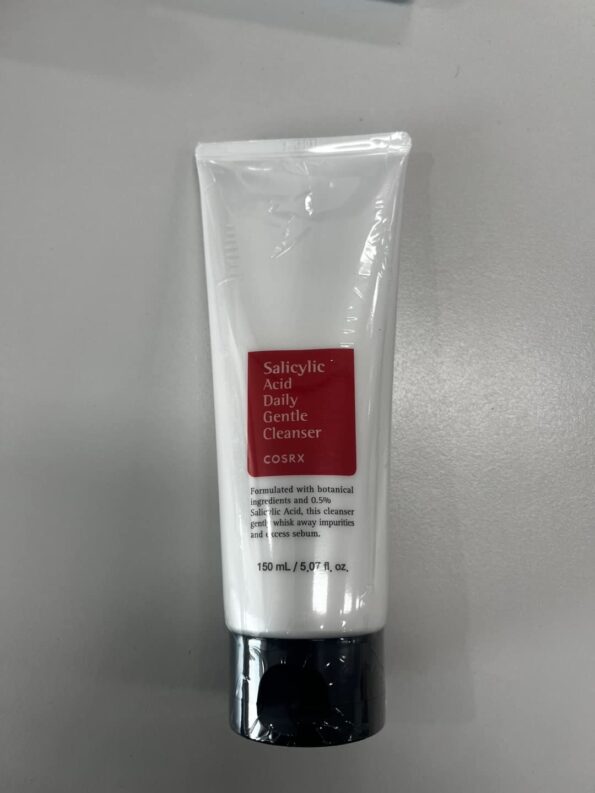 Salicylic
Acid
Daily
Gentle
Cleanser
COSRX
Formulated with botanical
ingredients and 0.5%
Salicylic Acid, this cleanser
gently whisk away impurities
and excess sebum.
150 mL / 5.07 fl. oz.